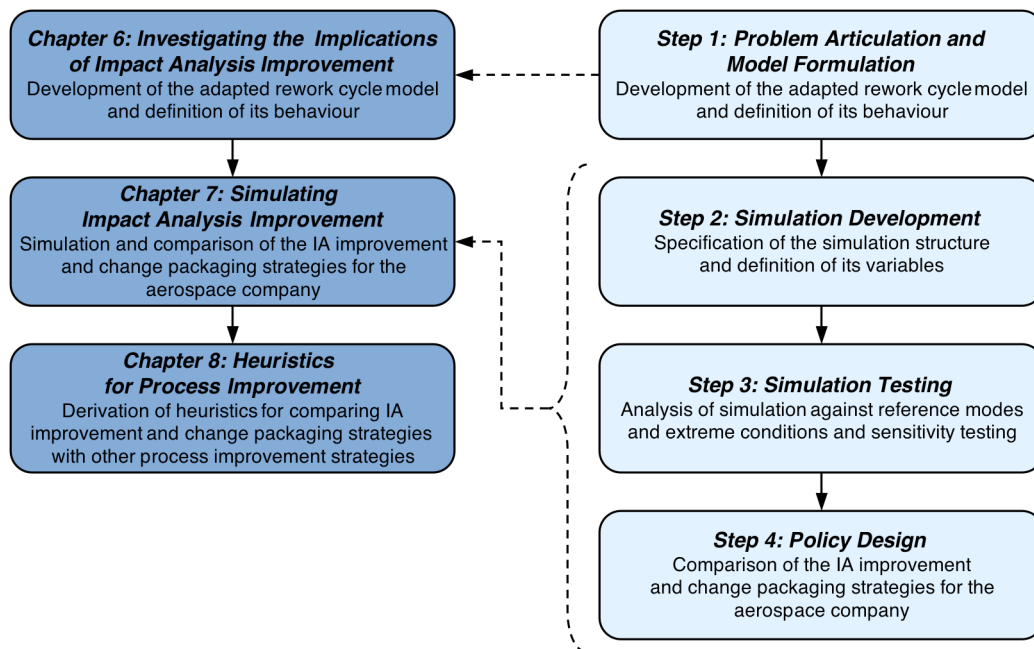 Chapter 6: Investigating the Implications
of Impact Analysis Improvement
Development of the adapted rework cycle model
and definition of its behaviour
Chapter 7: Simulating
Impact Analysis Improvement
Simulation and comparison of the IA improvement
and change packaging strategies for the
aerospace company
Chapter 8: Heuristics
for Process Improvement
Derivation of heuristics for comparing IA
improvement and change packaging strategies
with other process improvement strategies
Step 1: Problem Articulation and
Model Formulation
Development of the adapted rework cycle model
and definition of its behaviour
Step 2: Simulation Development
Specification of the simulation structure
and definition of its variables
Step 3: Simulation Testing
Analysis of simulation against reference modes
and extreme conditions and sensitivity testing
Step 4: Policy Design
Comparison of the IA improvement
and change packaging strategies for the
aerospace company